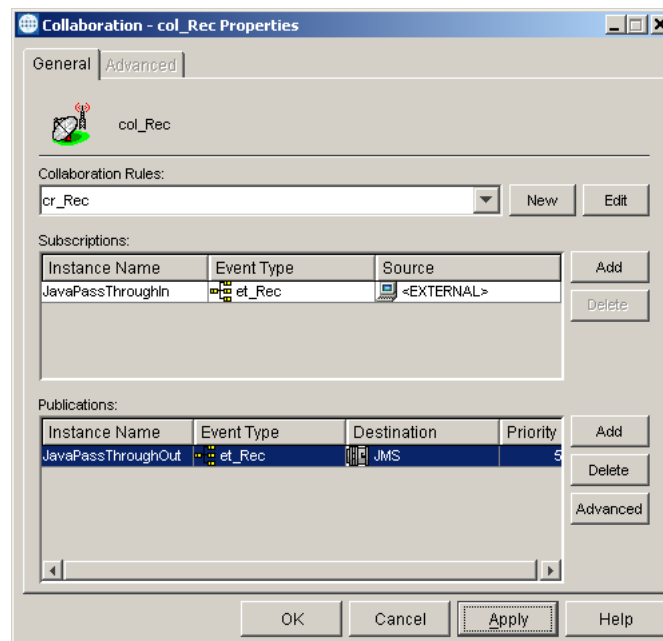 Collaboration - col_Rec Properties
General Advanced
col_Rec
Collaboration Rules:
cr_Rec New Edit
Subscriptions:
Instance Name Event Type Source Add
JavaPassThroughIn et_Rec <EXTERNAL>
Delete
Publications:
Instance Name Event Type Destination Priority Add
JavaPassThroughOut et_Rec JMS 5
Delete
Advanced
OK Cancel Apply Help